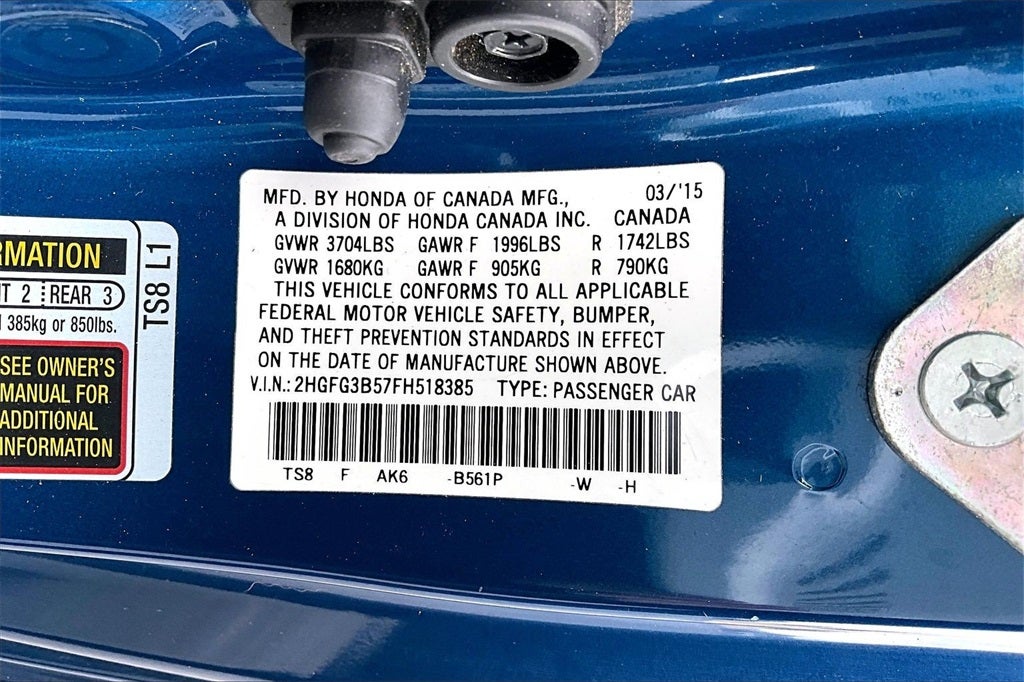 RMATION
T 2 REAR 3
385kg or 850lbs.
SEE OWNER'S
MANUAL FOR
ADDITIONAL
INFORMATION
TS8 L1
MFD. BY HONDA OF CANADA MFG., 03/'15
A DIVISION OF HONDA CANADA INC. CANADA
GVWR 3704LBS GAWR F 1996LBS R 1742LBS
GVWR 1680KG GAWR F 905KG R 790KG
THIS VEHICLE CONFORMS TO ALL APPLICABLE
FEDERAL MOTOR VEHICLE SAFETY, BUMPER,
AND THEFT PREVENTION STANDARDS IN EFFECT
ON THE DATE OF MANUFACTURE SHOWN ABOVE.
V.I.N.: 2HGFG3B57FH518385 TYPE: PASSENGER CAR
TS8 F AK6 -B561P -W -H